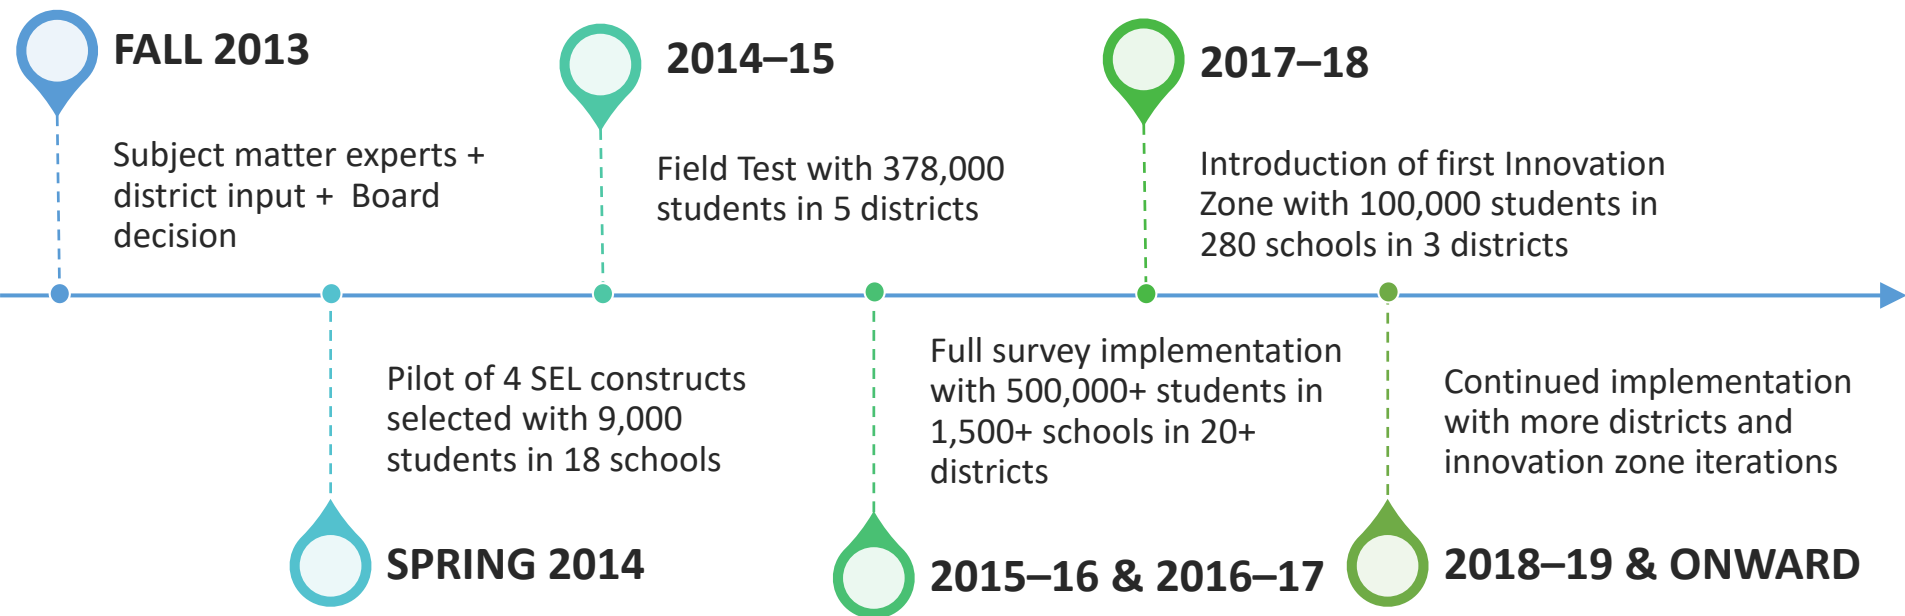 FALL 2013
Subject matter experts +
district input + Board
decision
SPRING 2014
Pilot of 4 SEL constructs
selected with 9,000
students in 18 schools
2014–15
Field Test with 378,000
students in 5 districts
2015–16 & 2016–17
Full survey implementation
with 500,000+ students in
1,500+ schools in 20+
districts
2017–18
Introduction of first Innovation
Zone with 100,000 students in
280 schools in 3 districts
2018–19 & ONWARD
Continued implementation
with more districts and
innovation zone iterations